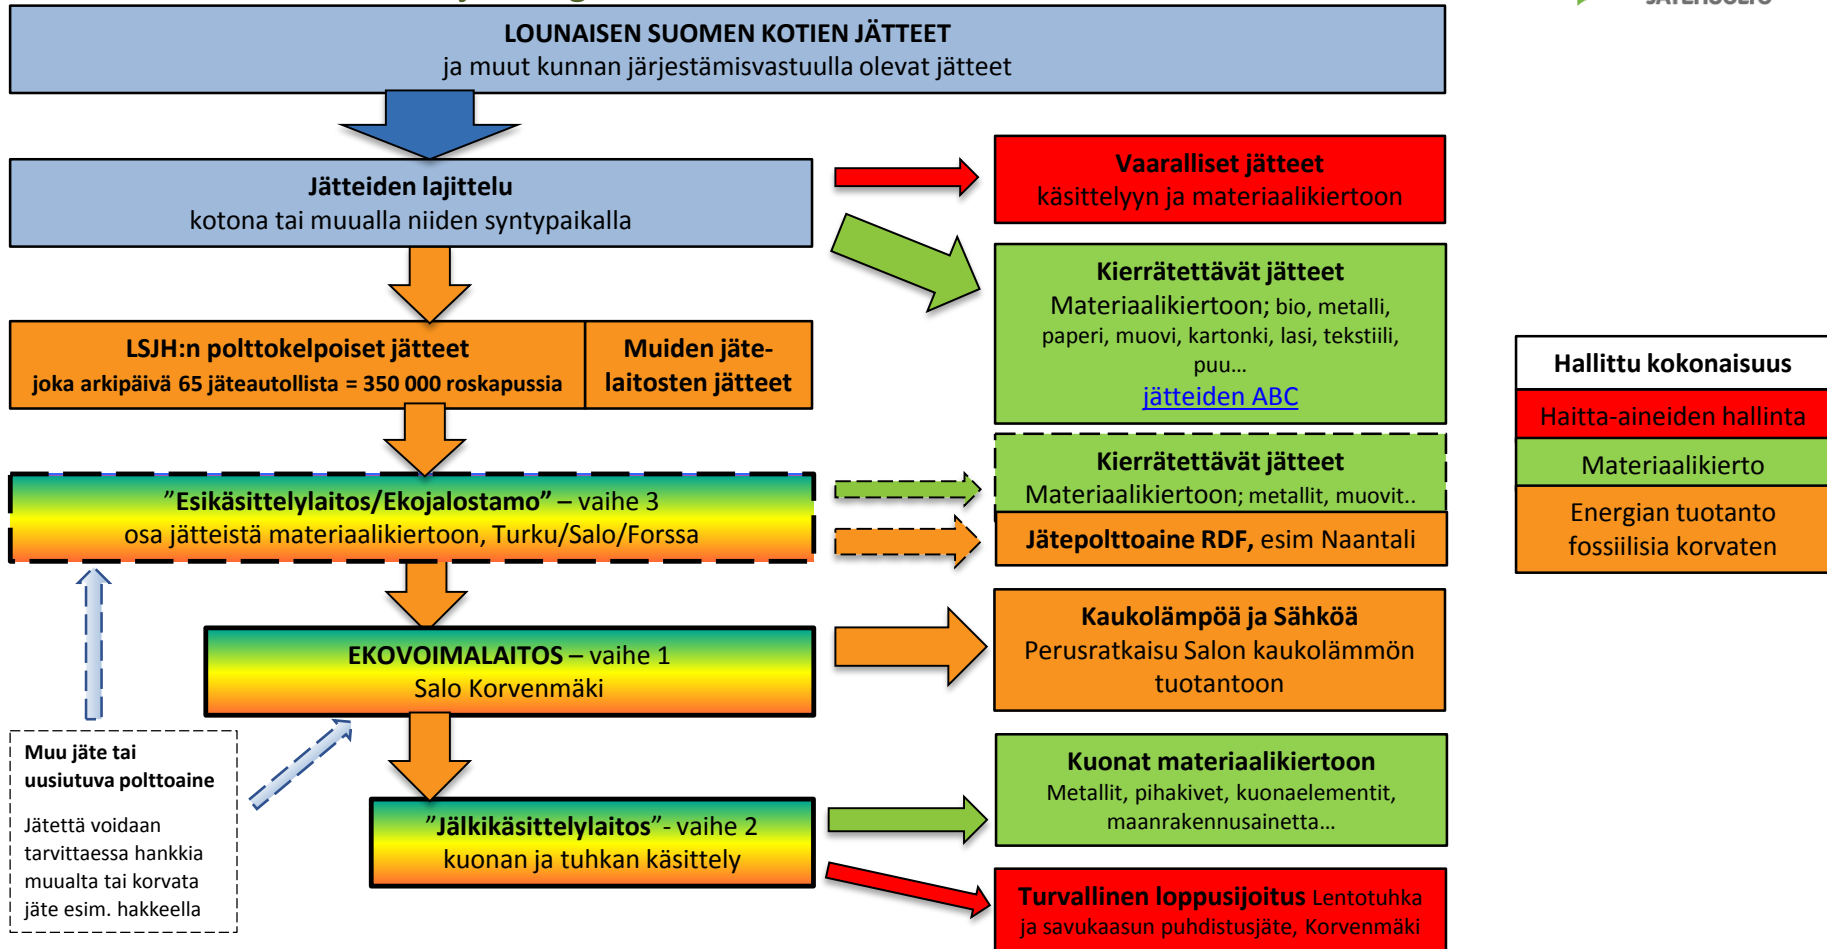 LOUNAISEN SUOMEN KOTIEN JÄTTEET
ja muut kunnan järjestämisvastuulla olevat jätteet
Jätteiden lajittelu
kotona tai muualla niiden syntypaikalla
Vaaralliset jätteet
käsittelyyn ja materiaalikiertoon
Kierrätettävät jätteet
Materiaalikiertoon; bio, metalli,
paperi, muovi, kartonki, lasi, tekstiili,
puu...
jätteiden ABC
LSJH:n polttokelpoiset jätteet
joka arkipäivä 65 jäteautollista = 350 000 roskapussia
Muiden jäte-
laitosten jätteet
Hallittu kokonaisuus
Haitta-aineiden hallinta
Materiaalikierto
Energian tuotanto
fossiilisia korvaten
"Esikäsittelylaitos/Ekojalostamo" – vaihe 3
osa jätteistä materiaalikiertoon, Turku/Salo/Forssa
Kierrätettävät jätteet
Materiaalikiertoon; metallit, muovit..
Jätepolttoaine RDF, esim Naantali
EKOVOIMALAITOS – vaihe 1
Salo Korvenmäki
Kaukolämpöä ja Sähköä
Perusratkaisu Salon kaukolämmön
tuotantoon
Muu jäte tai
uusiutuva polttoaine
Jätettä voidaan
tarvittaessa hankkia
muualta tai korvata
jäte esim. hakkeella
"Jälkikäsittelylaitos"- vaihe 2
kuonan ja tuhkan käsittely
Kuonat materiaalikiertoon
Metallit, pihakivet, kuonaelementit,
maanrakennusainetta...
Turvallinen loppusijoitus Lentotuhka
ja savukaasun puhdistusjäte, Korvenmäki